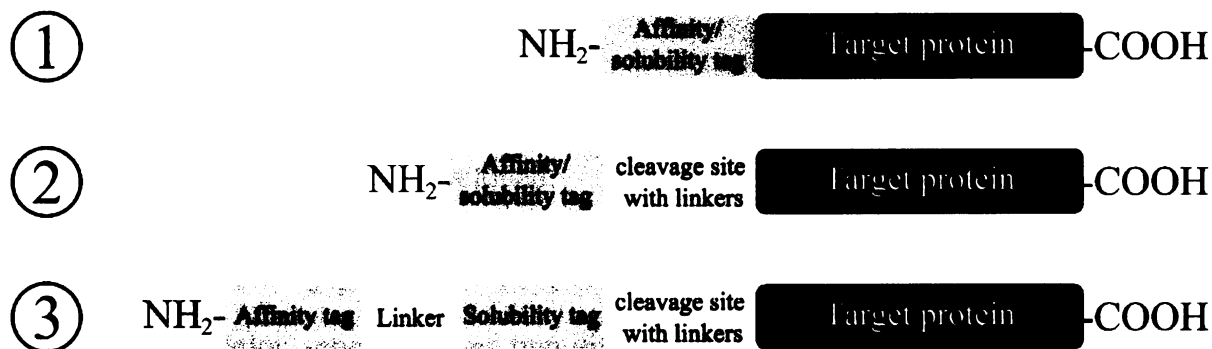 ① NH₂- Affinity/ solubility tag Target protein -COOH
② NH₂- Affinity/ solubility tag cleavage site with linkers Target protein -COOH
③ NH₂- Affinity tag Linker Solubility tag cleavage site with linkers Target protein -COOH